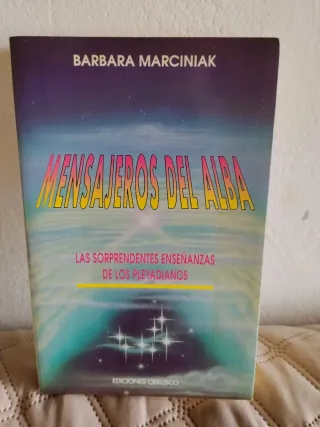 BARBARA MARCINIAK
MENSAJEROS DEL ALBA
LAS SORPRENDENTES ENSEÑANZAS
DE LOS PLEYADIANOS
EDICIONES OBELISCO